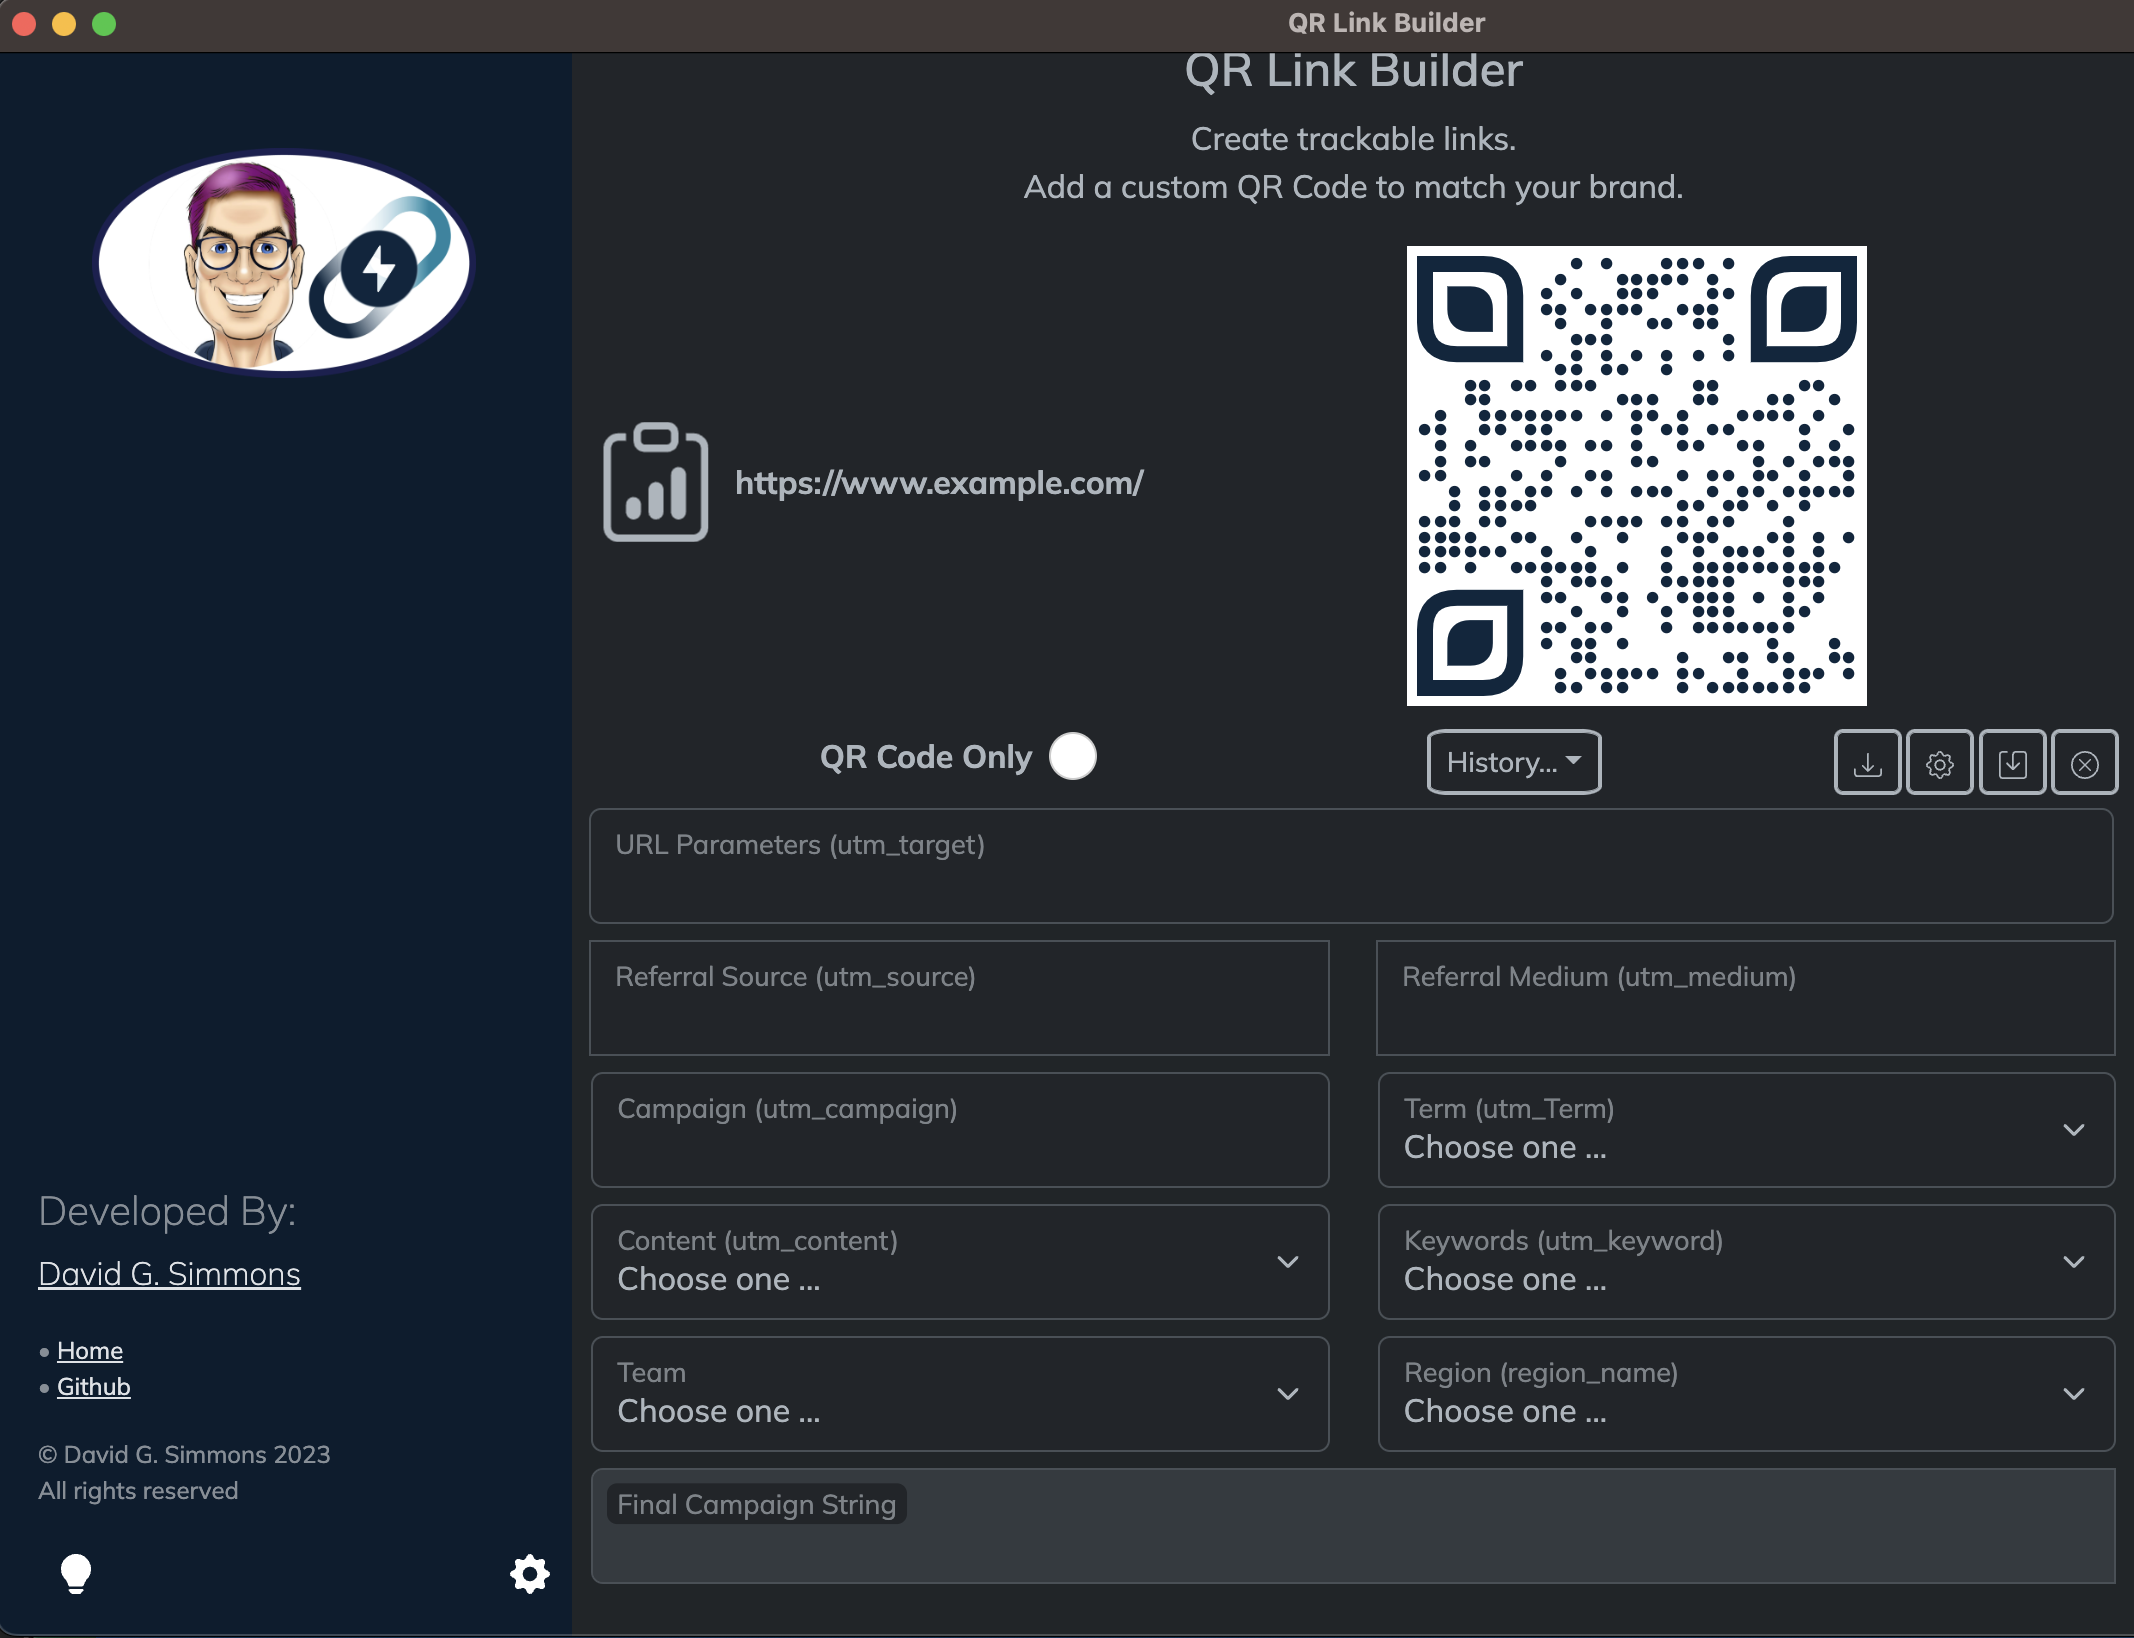 QR Link Builder
QR Link Builder
Create trackable links.
Add a custom QR Code to match your brand.
https://www.example.com/
QR Code Only
History...
URL Parameters (utm_target)
Referral Source (utm_source)
Referral Medium (utm_medium)
Campaign (utm_campaign)
Term (utm_Term)
Choose one ...
Content (utm_content)
Choose one ...
Keywords (utm_keyword)
Choose one ...
Team
Choose one ...
Region (region_name)
Choose one ...
Final Campaign String
Developed By:
David G. Simmons
Home
Github
© David G. Simmons 2023
All rights reserved